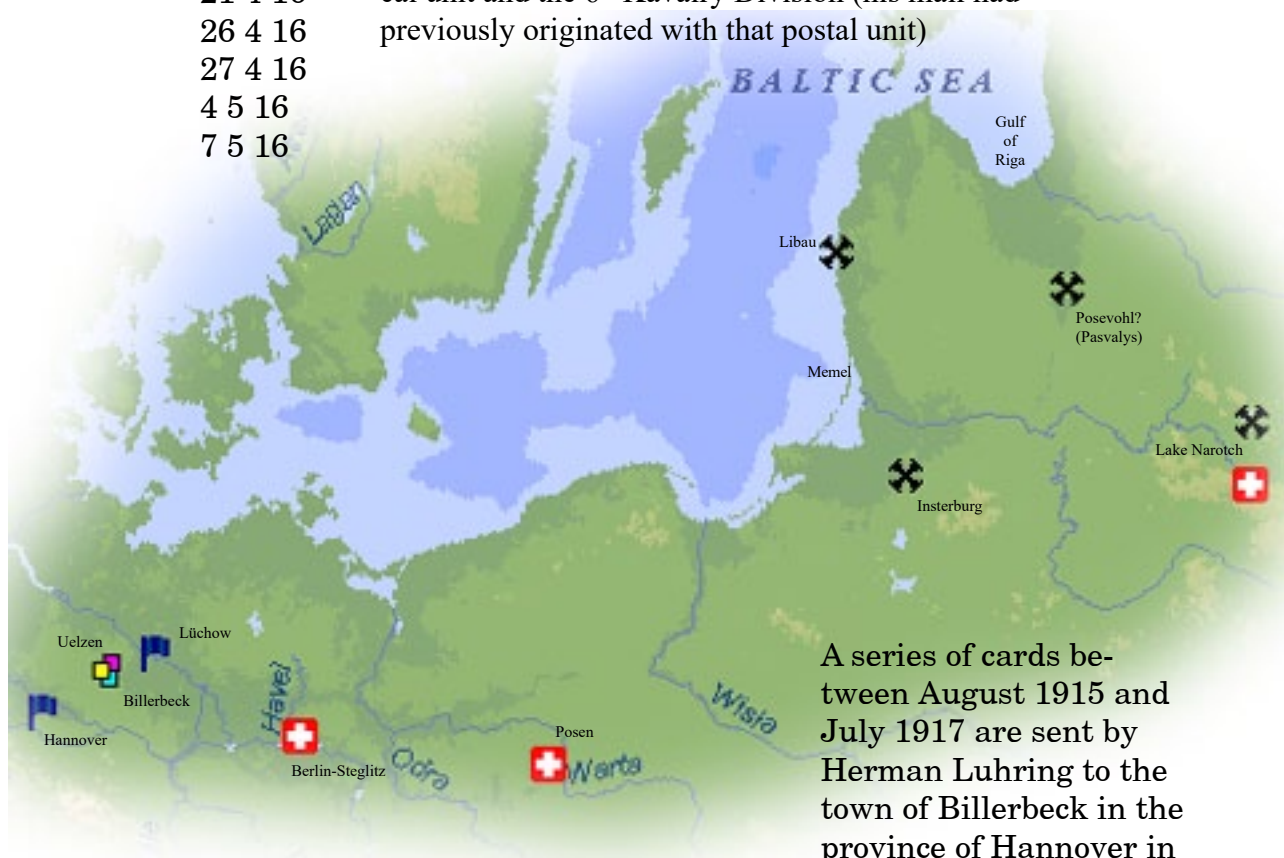 26 4 16
previously originated with that postal unit)
27 4 16
4 5 16
7 5 16
BALTIC SEA
Gulf
of
Riga
Lagan
Libau
Posevohl?
(Pasvalys)
Memel
Lake Narotch
Insterburg
Uelzen
Lüchow
Billerbeck
Hannover
Havel
Berlin-Steglitz
Odra
Posen
Warta
Wisla
A series of cards be-
tween August 1915 and
July 1917 are sent by
Herman Luhring to the
town of Billerbeck in the
province of Hannover in